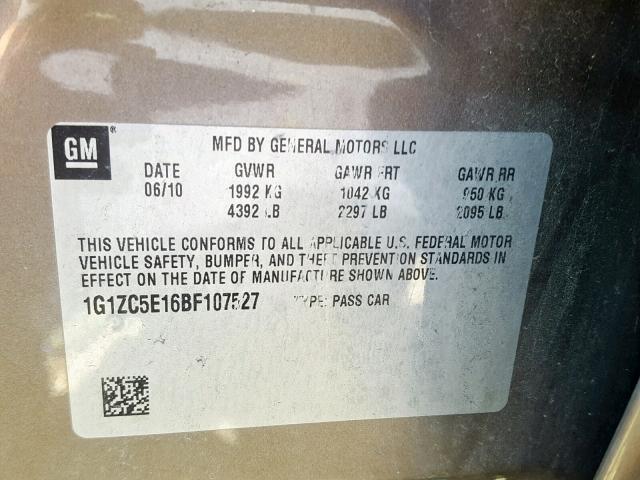 GM ® MFD BY GENERAL MOTORS LLC
DATE GVWR GAWR FRT GAWR RR
06/10 1992 KG 1042 KG 950 KG
4392 LB 2297 LB 2095 LB
THIS VEHICLE CONFORMS TO ALL APPLICABLE U.S. FEDERAL MOTOR
VEHICLE SAFETY, BUMPER, AND THEFT PREVENTION STANDARDS IN
EFFECT ON THE DATE OF MANUFACTURE SHOWN ABOVE.
1G1ZC5E16BF107527 TYPE: PASS CAR